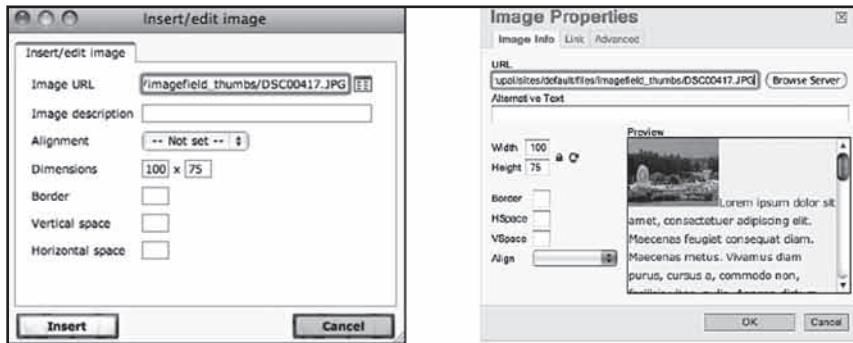 Insert/edit image
Insert/edit image
Image URL
/imagefield_thumbs/DSC00417.JPG
Image description
Alignment
-- Not set --
Dimensions
100 x 75
Border
Vertical space
Horizontal space
Insert
Cancel
Image Properties
Image Info Link Advanced
URL
upal/sites/default/files/imagefield_thumbs/DSC00417.JPG Browse Server
Alternative Text
Width 100
Height 75
Border
HSpace
VSpace
Align
Preview
Lorem ipsum dolor sit
amet, consectetuer adipiscing elit.
Maecenas feugiat consequat diam.
Maecenas metus. Vivamus diam
purus, cursus a, commodo non,
OK Cancel